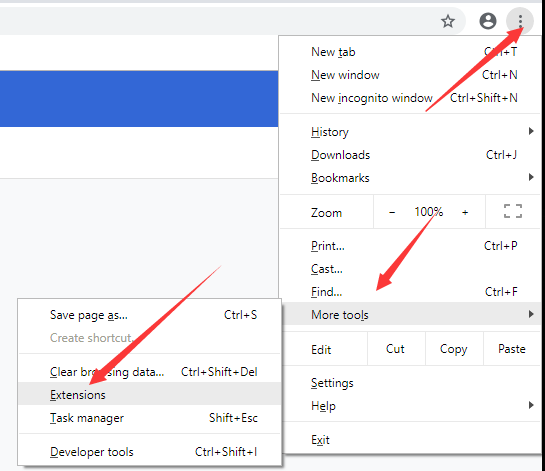 New tab Ctrl+T
New window Ctrl+N
New incognito window Ctrl+Shift+N
History
Downloads Ctrl+J
Bookmarks
Zoom − 100% +
Print... Ctrl+P
Cast...
Find... Ctrl+F
More tools
Edit Cut Copy Paste
Settings
Help
Exit
Save page as... Ctrl+S
Create shortcut...
Clear browsing data... Ctrl+Shift+Del
Extensions
Task manager Shift+Esc
Developer tools Ctrl+Shift+I